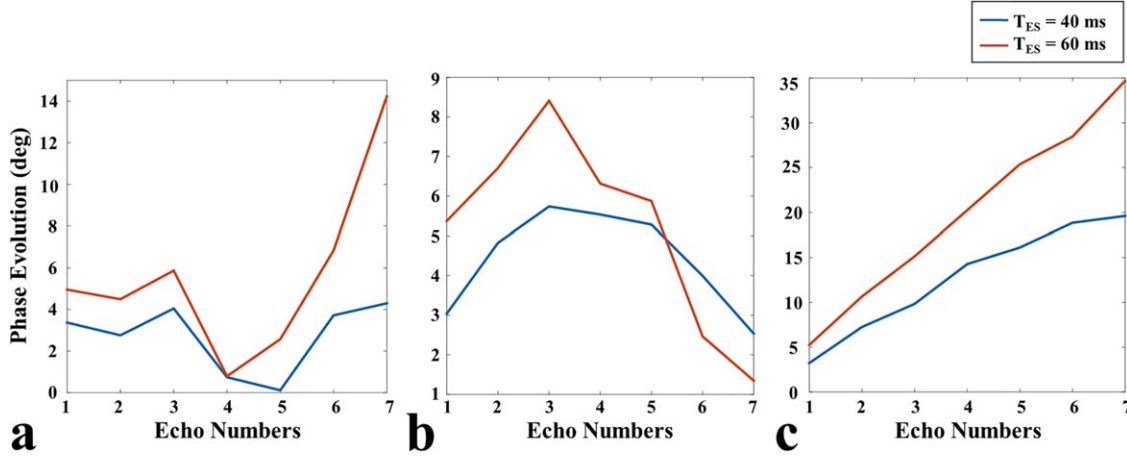 T_ES = 40 ms
T_ES = 60 ms
Phase Evolution (deg)
14
12
10
8
6
4
2
0
1 2 3 4 5 6 7
Echo Numbers
a
9
8
7
6
5
4
3
2
1
1 2 3 4 5 6 7
Echo Numbers
b
35
30
25
20
15
10
5
0
1 2 3 4 5 6 7
Echo Numbers
c